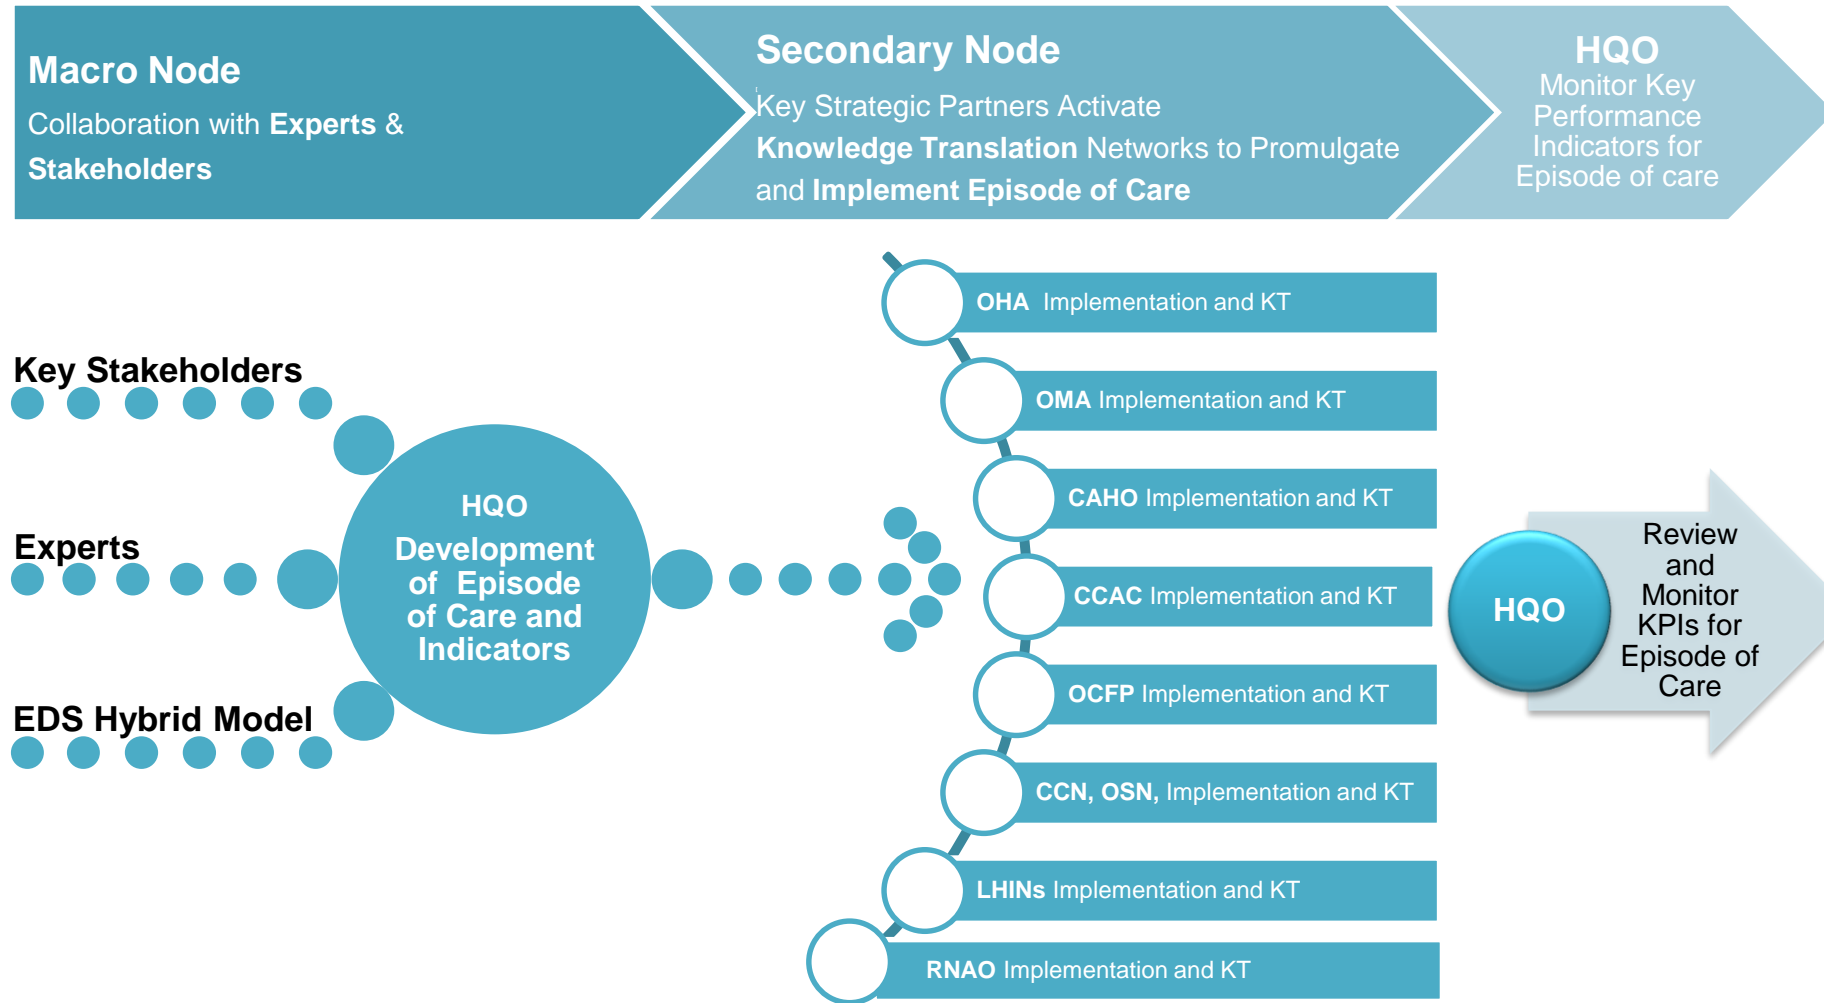 Macro Node
Collaboration with Experts &
Stakeholders
Secondary Node
Key Strategic Partners Activate
Knowledge Translation Networks to Promulgate
and Implement Episode of Care
HQO
Monitor Key
Performance
Indicators for
Episode of care
Key Stakeholders
Experts
EDS Hybrid Model
HQO
Development
of Episode
of Care and
Indicators
OHA Implementation and KT
OMA Implementation and KT
CAHO Implementation and KT
CCAC Implementation and KT
OCFP Implementation and KT
CCN, OSN, Implementation and KT
LHINs Implementation and KT
RNAO Implementation and KT
HQO
Review
and
Monitor
KPIs for
Episode of
Care